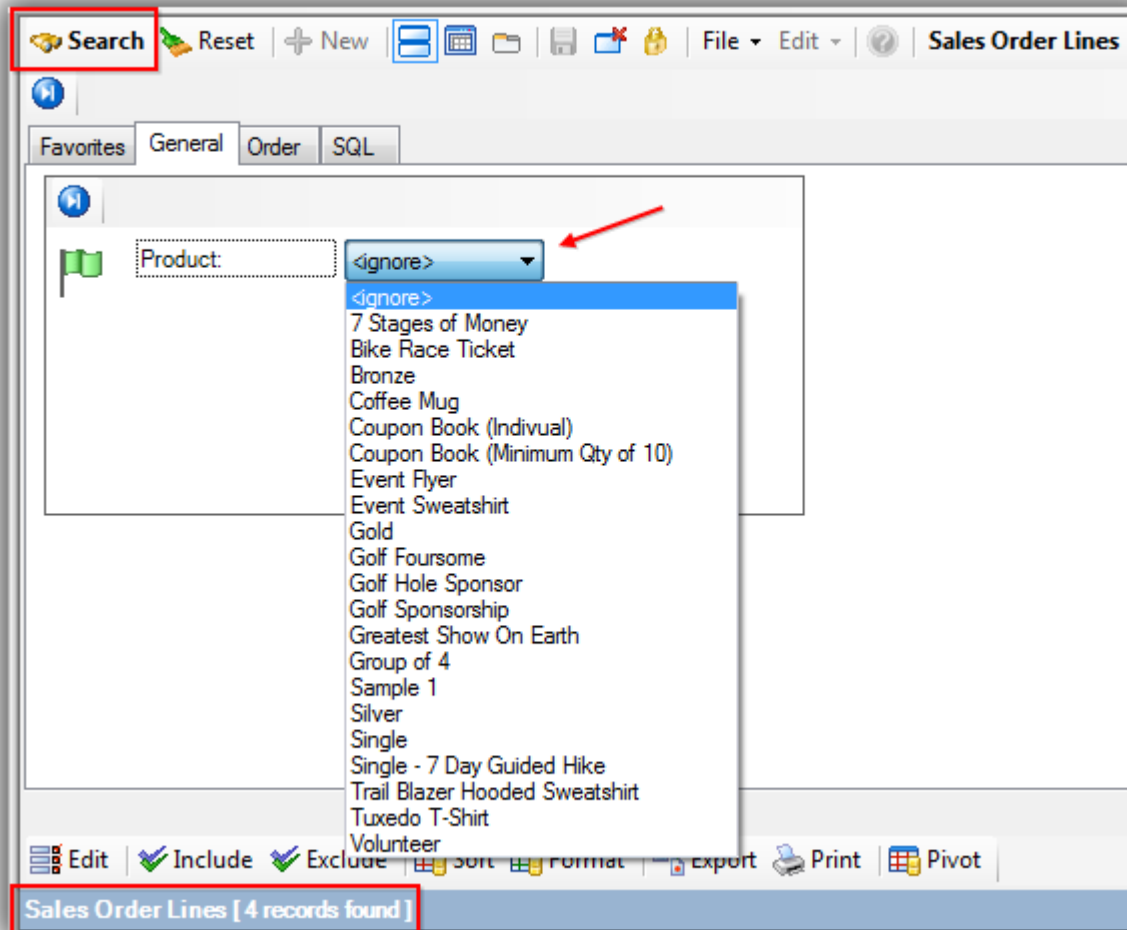 Search Reset New File Edit Sales Order Lines
Favorites General Order SQL
Product: <ignore>
<ignore>
7 Stages of Money
Bike Race Ticket
Bronze
Coffee Mug
Coupon Book (Indivual)
Coupon Book (Minimum Qty of 10)
Event Flyer
Event Sweatshirt
Gold
Golf Foursome
Golf Hole Sponsor
Golf Sponsorship
Greatest Show On Earth
Group of 4
Sample 1
Silver
Single
Single - 7 Day Guided Hike
Trail Blazer Hooded Sweatshirt
Tuxedo T-Shirt
Volunteer
Edit Include Exclude Sort Format Export Print Pivot
Sales Order Lines [ 4 records found ]